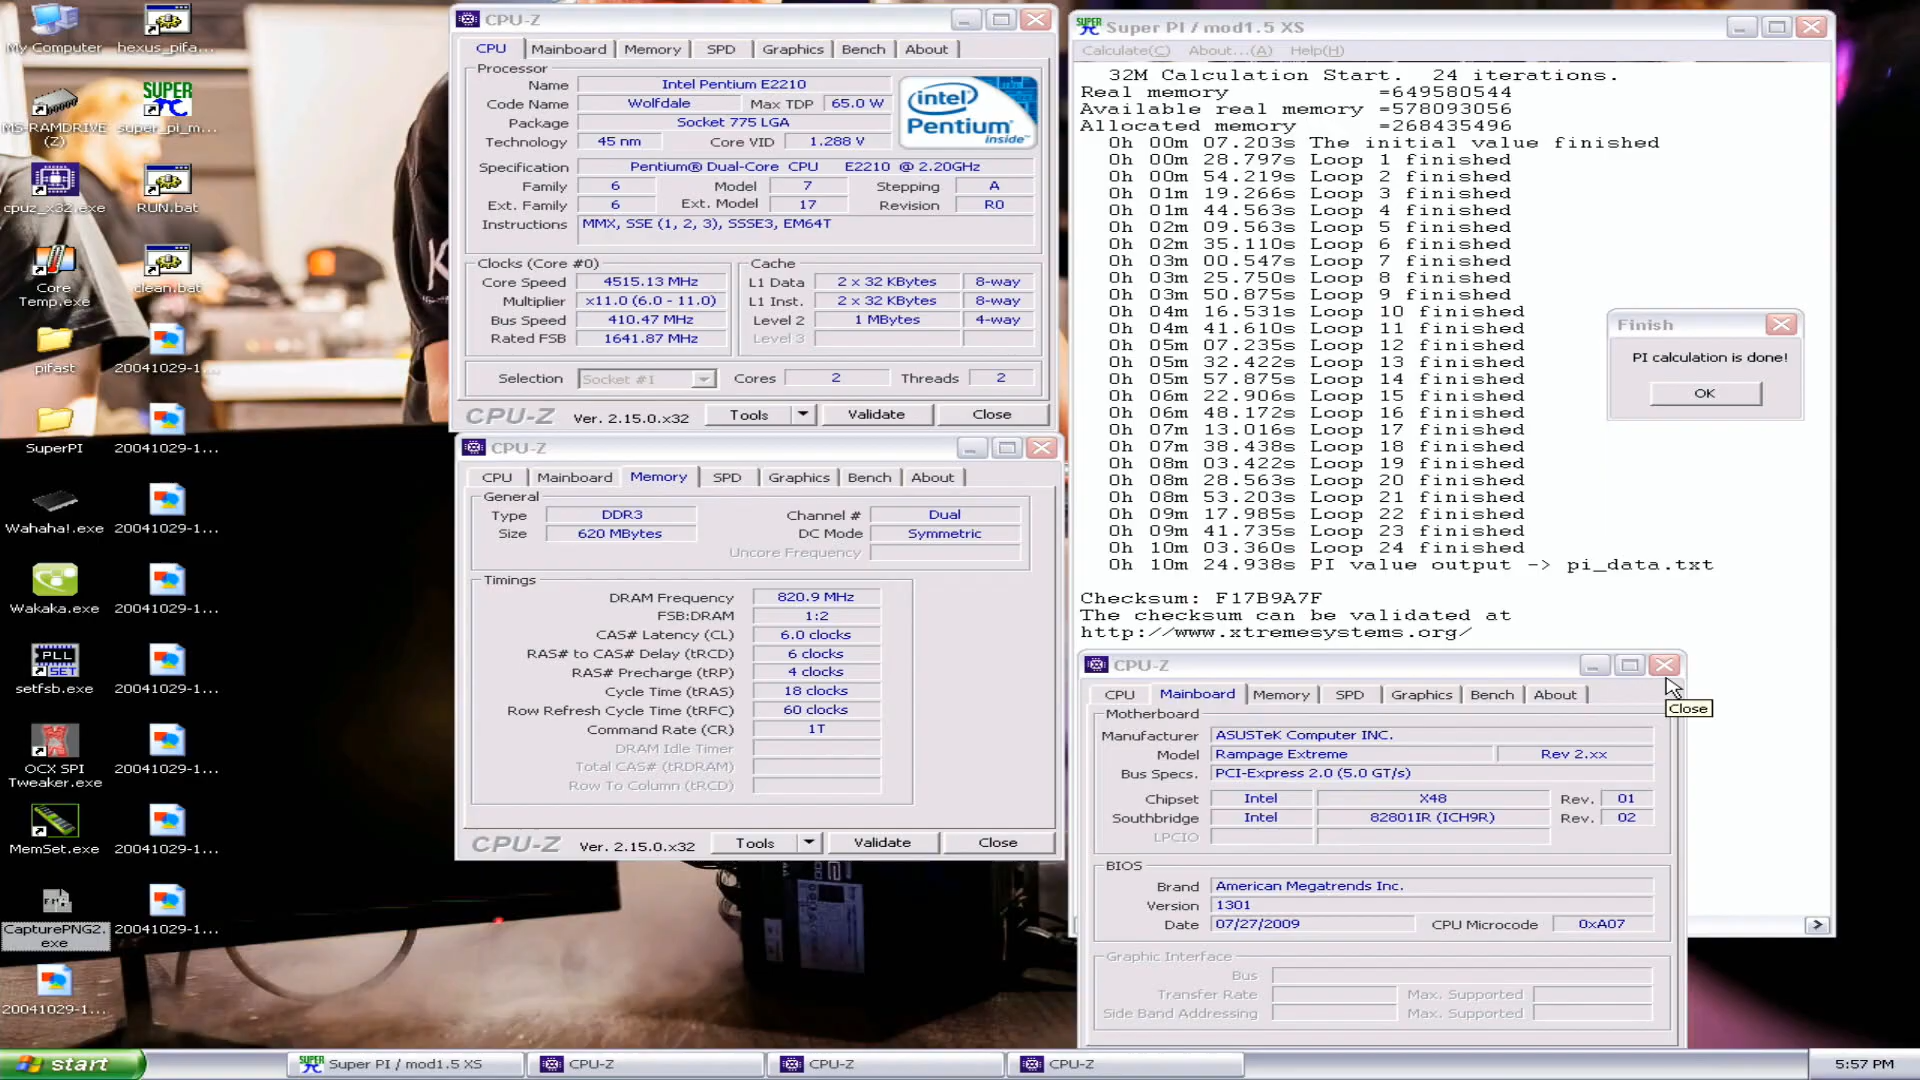 My Computer
hexus_pifa...
MS-RAMDRIVE (Z)
SUPER
super_pi_m...
cpuz_x32.exe
RUN.bat
Core Temp.exe
clean.bat
pifast
20041029-1...
SuperPI
20041029-1...
Wahaha!.exe
20041029-1...
Wakaka.exe
20041029-1...
PLL
SET
setfsb.exe
20041029-1...
OCX SPI Tweaker.exe
20041029-1...
MemSet.exe
20041029-1...
CapturePNG2.exe
20041029-1...
20041029-1...
CPU-Z
CPU Mainboard Memory SPD Graphics Bench About
Processor
Name Intel Pentium E2210
Code Name Wolfdale Max TDP 65.0 W
Package Socket 775 LGA
Technology 45 nm Core VID 1.288 V
intel Pentium inside™
Specification Pentium® Dual-Core CPU E2210 @ 2.20GHz
Family 6 Model 7 Stepping A
Ext. Family 6 Ext. Model 17 Revision R0
Instructions MMX, SSE (1, 2, 3), SSSE3, EM64T
Clocks (Core #0)
Core Speed 4515.13 MHz
Multiplier x11.0 (6.0 - 11.0)
Bus Speed 410.47 MHz
Rated FSB 1641.87 MHz
Cache
L1 Data 2 x 32 KBytes 8-way
L1 Inst. 2 x 32 KBytes 8-way
Level 2 1 MBytes 4-way
Level 3
Selection Socket #1 Cores 2 Threads 2
CPU-Z Ver. 2.15.0.x32 Tools Validate Close
CPU-Z
CPU Mainboard Memory SPD Graphics Bench About
General
Type DDR3 Channel # Dual
Size 620 MBytes DC Mode Symmetric
Uncore Frequency
Timings
DRAM Frequency 820.9 MHz
FSB:DRAM 1:2
CAS# Latency (CL) 6.0 clocks
RAS# to CAS# Delay (tRCD) 6 clocks
RAS# Precharge (tRP) 4 clocks
Cycle Time (tRAS) 18 clocks
Row Refresh Cycle Time (tRFC) 60 clocks
Command Rate (CR) 1T
DRAM Idle Timer
Total CAS# (tRDRAM)
Row To Column (tRCD)
CPU-Z Ver. 2.15.0.x32 Tools Validate Close
SUPER Super PI / mod1.5 XS
Calculate(C) About...(A) Help(H)
32M Calculation Start. 24 iterations.
Real memory =649580544
Available real memory =578093056
Allocated memory =268435496
0h 00m 07.203s The initial value finished
0h 00m 28.797s Loop 1 finished
0h 00m 54.219s Loop 2 finished
0h 01m 19.266s Loop 3 finished
0h 01m 44.563s Loop 4 finished
0h 02m 09.563s Loop 5 finished
0h 02m 35.110s Loop 6 finished
0h 03m 00.547s Loop 7 finished
0h 03m 25.750s Loop 8 finished
0h 03m 50.875s Loop 9 finished
0h 04m 16.531s Loop 10 finished
0h 04m 41.610s Loop 11 finished
0h 05m 07.235s Loop 12 finished
0h 05m 32.422s Loop 13 finished
0h 05m 57.875s Loop 14 finished
0h 06m 22.906s Loop 15 finished
0h 06m 48.172s Loop 16 finished
0h 07m 13.016s Loop 17 finished
0h 07m 38.438s Loop 18 finished
0h 08m 03.422s Loop 19 finished
0h 08m 28.563s Loop 20 finished
0h 08m 53.203s Loop 21 finished
0h 09m 17.985s Loop 22 finished
0h 09m 41.735s Loop 23 finished
0h 10m 03.360s Loop 24 finished
0h 10m 24.938s PI value output -> pi_data.txt
Checksum: F17B9A7F
The checksum can be validated at
http://www.xtremesystems.org/
Finish
PI calculation is done!
OK
CPU-Z
Close
CPU Mainboard Memory SPD Graphics Bench About
Motherboard
Manufacturer ASUSTeK Computer INC.
Model Rampage Extreme Rev 2.xx
Bus Specs. PCI-Express 2.0 (5.0 GT/s)
Chipset Intel X48 Rev. 01
Southbridge Intel 82801IR (ICH9R) Rev. 02
LPCIO
BIOS
Brand American Megatrends Inc.
Version 1301
Date 07/27/2009 CPU Microcode 0xA07
Graphic Interface
Bus
Transfer Rate Max. Supported
Side Band Addressing Max. Supported
start SUPER Super PI / mod1.5 XS CPU-Z CPU-Z CPU-Z 5:57 PM